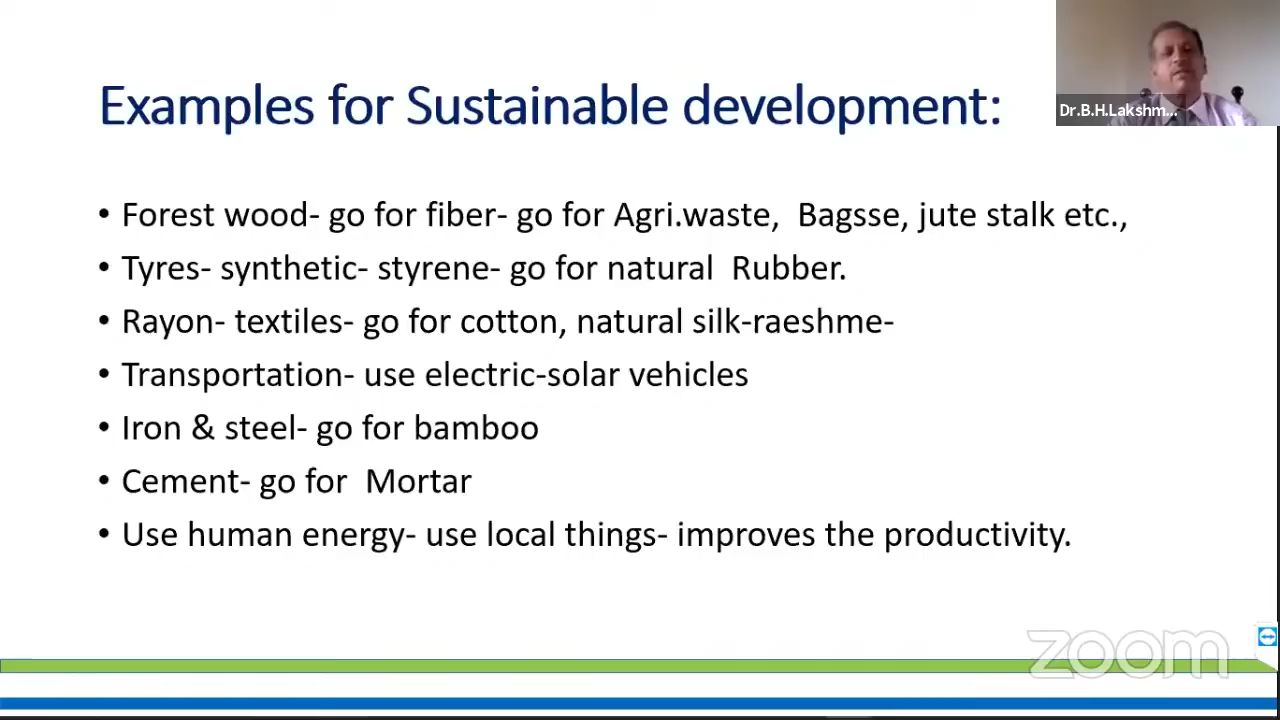 Examples for Sustainable development:
Dr.B.H.Lakshm...
• Forest wood- go for fiber- go for Agri.waste, Bagsse, jute stalk etc.,
• Tyres- synthetic- styrene- go for natural Rubber.
• Rayon- textiles- go for cotton, natural silk-raeshme-
• Transportation- use electric-solar vehicles
• Iron & steel- go for bamboo
• Cement- go for Mortar
• Use human energy- use local things- improves the productivity.
zoom